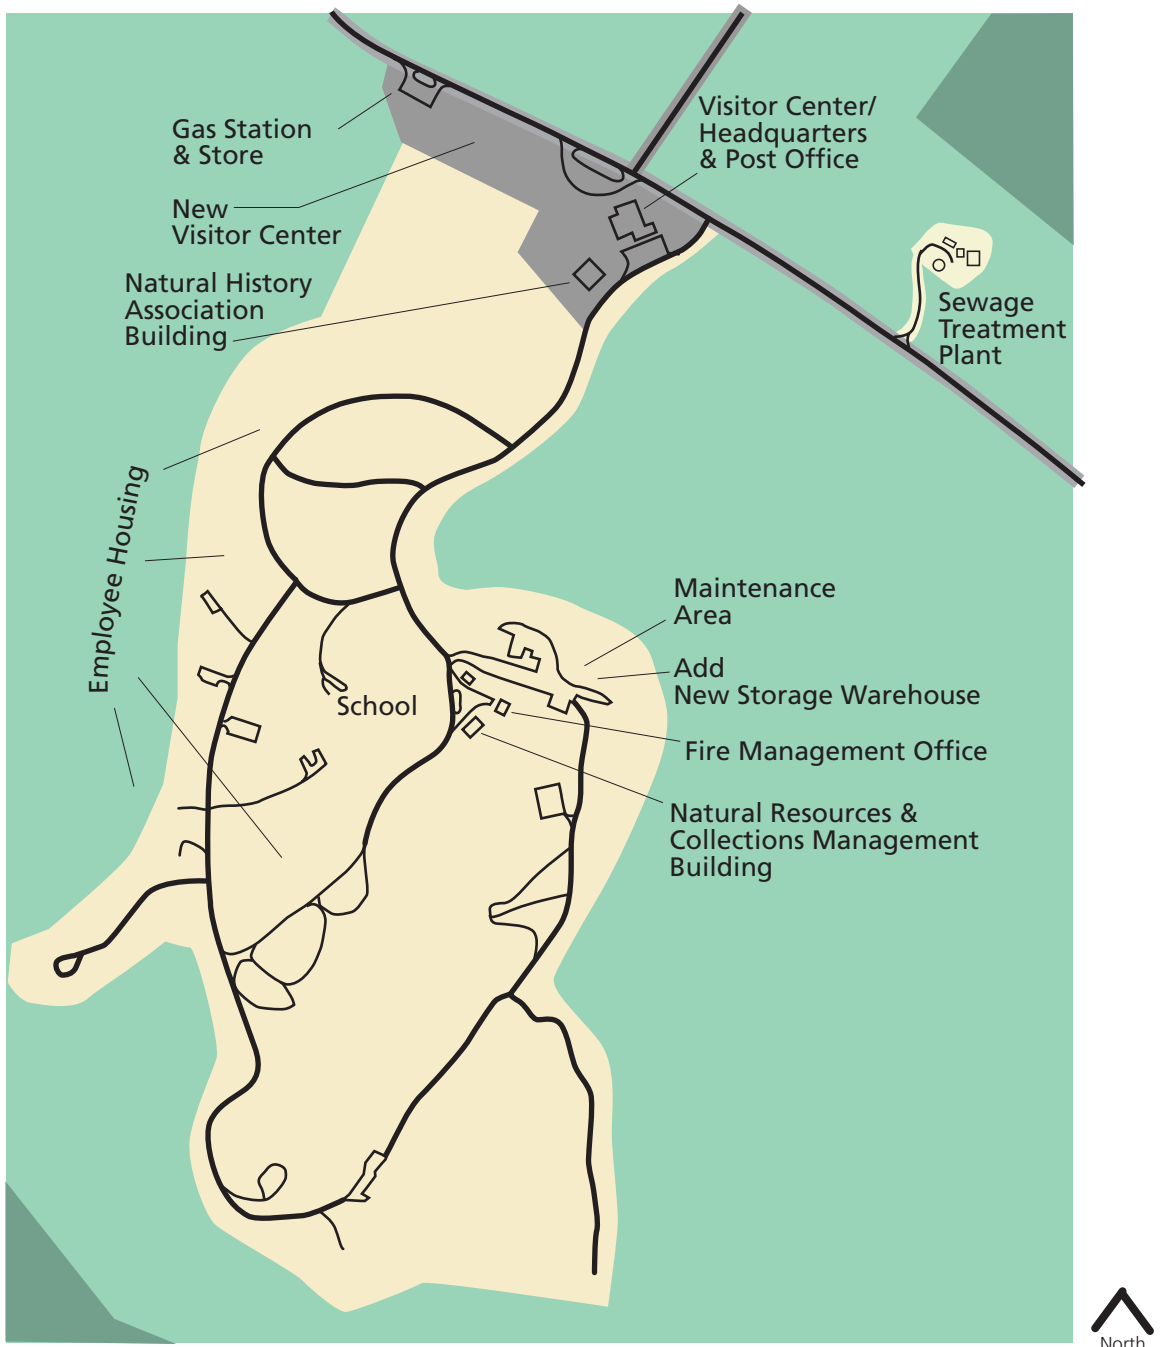 Gas Station
& Store
New
Visitor Center
Natural History
Association
Building
Visitor Center/
Headquarters
& Post Office
Sewage
Treatment
Plant
Employee Housing
School
Maintenance
Area
Add
New Storage Warehouse
Fire Management Office
Natural Resources &
Collections Management
Building
North